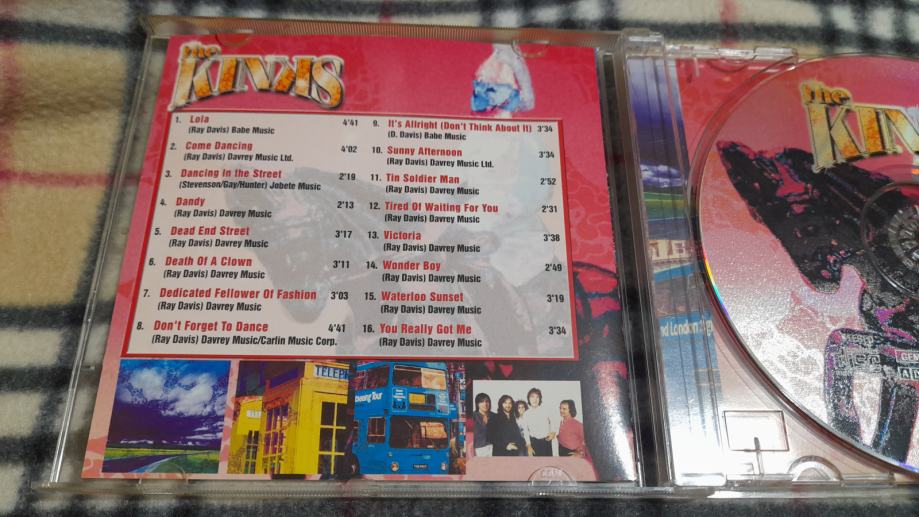 the
KINKS
1. Lola 4'41
(Ray Davis) Babe Music
2. Come Dancing 4'02
(Ray Davis) Davrey Music Ltd.
3. Dancing in the Street 2'19
(Stevenson/Gay/Hunter) Jobete Music
4. Dandy 2'13
(Ray Davis) Davrey Music
5. Dead End Street 3'17
(Ray Davis) Davrey Music
6. Death Of A Clown 3'11
(Ray Davis) Davrey Music
7. Dedicated Fellower Of Fashion 3'03
(Ray Davis) Davrey Music
8. Don't Forget To Dance 4'41
(Ray Davis) Davrey Music/Carlin Music Corp.
9. It's Allright (Don't Think About It) 3'34
(D. Davis) Babe Music
10. Sunny Afternoon 3'34
(Ray Davis) Davrey Music Ltd.
11. Tin Soldier Man 2'52
(Ray Davis) Davrey Music
12. Tired Of Waiting For You 2'31
(Ray Davis) Davrey Music
13. Victoria 3'38
(Ray Davis) Davrey Music
14. Wonder Boy 2'49
(Ray Davis) Davrey Music
15. Waterloo Sunset 3'19
(Ray Davis) Davrey Music
16. You Really Got Me 3'34
(Ray Davis) Davrey Music
TELEPH
seeing Tour
the
KIN
nd London Sig